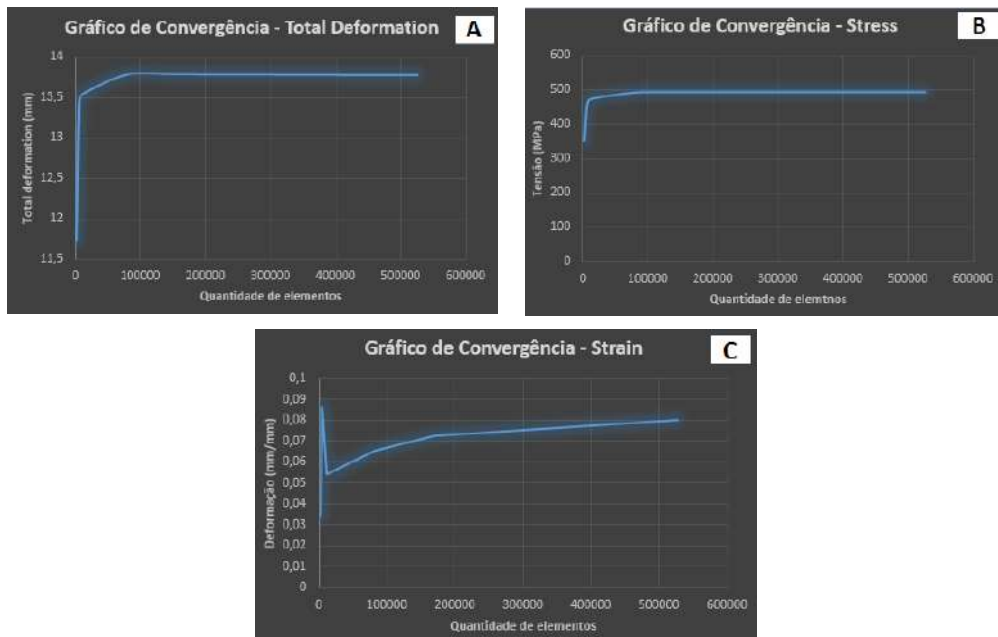 Gráfico de Convergência - Total Deformation
A
Total deformation (mm)
14
13,5
13
12,5
12
11,5
0 100000 200000 300000 400000 500000 600000
Quantidade de elementos
Gráfico de Convergência - Stress
B
Tensão (MPa)
600
500
400
300
200
100
0
0 100000 200000 300000 400000 500000 600000
Quantidade de elemtnos
Gráfico de Convergência - Strain
C
Deformação (mm/mm)
0,1
0,09
0,08
0,07
0,06
0,05
0,04
0,03
0,02
0,01
0
0 100000 200000 300000 400000 500000 600000
Quantidade de elementos